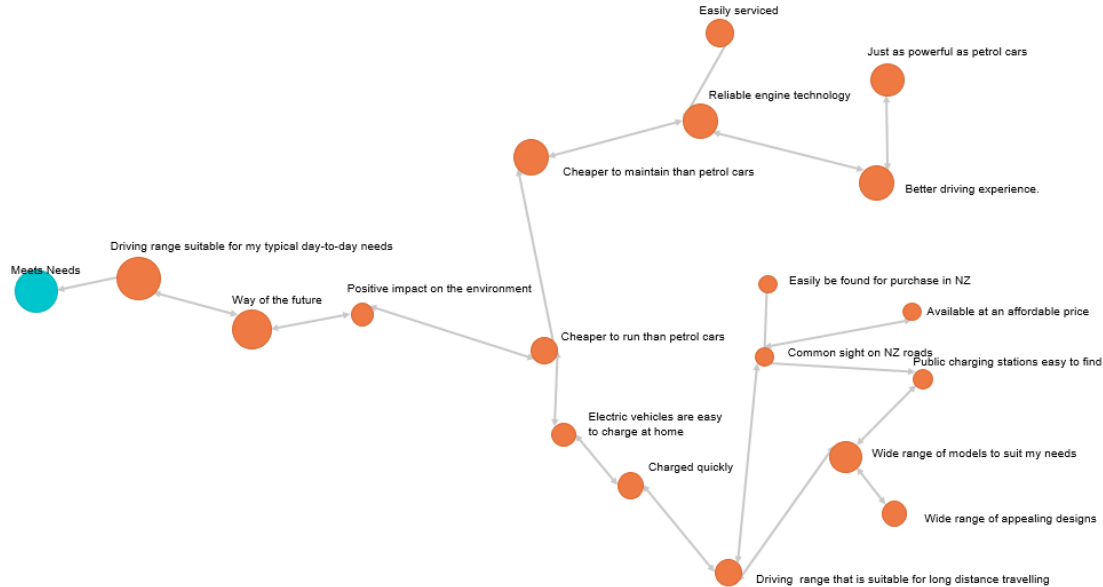 Easily serviced
Just as powerful as petrol cars
Reliable engine technology
Cheaper to maintain than petrol cars
Better driving experience.
Driving range suitable for my typical day-to-day needs
Meets Needs
Way of the future
Positive impact on the environment
Easily be found for purchase in NZ
Available at an affordable price
Cheaper to run than petrol cars
Common sight on NZ roads
Public charging stations easy to find
Electric vehicles are easy
to charge at home
Charged quickly
Wide range of models to suit my needs
Wide range of appealing designs
Driving range that is suitable for long distance travelling